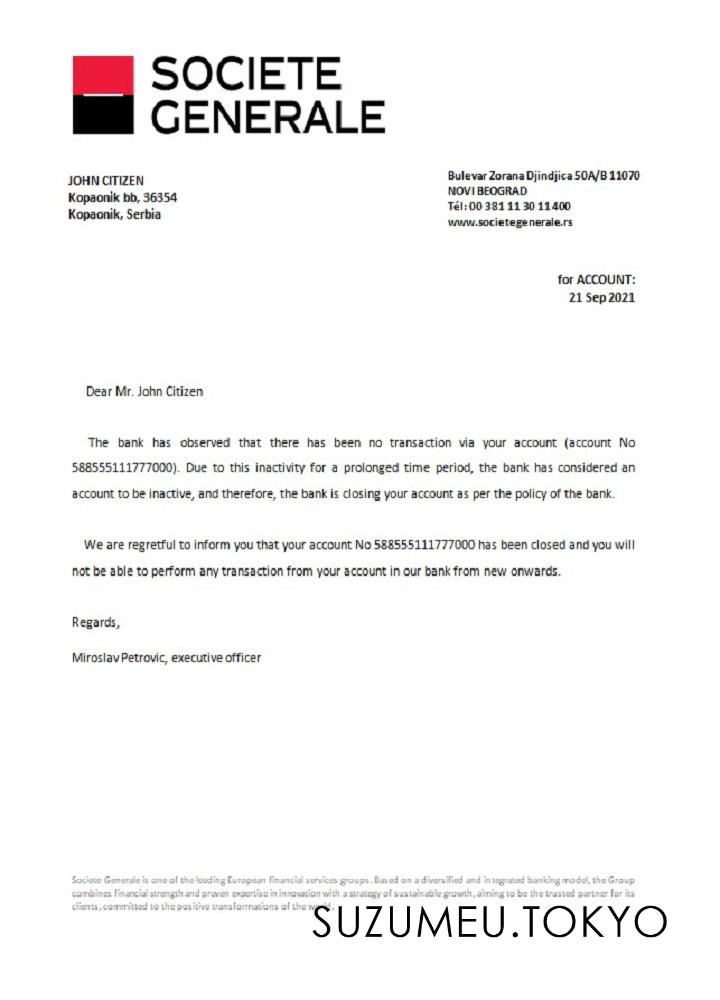 SOCIETE
GENERALE
JOHN CITIZEN
Kopaonik bb, 36354
Kopaonik, Serbia
Bulevar Zorana Djindjica 50A/B 11070
NOVI BEOGRAD
Tél: 00 381 11 30 11 400
www.societegenerale.rs
for ACCOUNT:
21 Sep 2021
Dear Mr. John Citizen
The bank has observed that there has been no transaction via your account (account No
588555111777000). Due to this inactivity for a prolonged time period, the bank has considered an
account to be inactive, and therefore, the bank is closing your account as per the policy of the bank.
We are regretful to inform you that your account No 588555111777000 has been closed and you will
not be able to perform any transaction from your account in our bank from new onwards.
Regards,
Miroslav Petrovic, executive officer
Societe Generale is one of the leading European financial services groups. Based on a diversified and integrated banking model, the Group
combines financial strength and proven expertise in innovation with a strategy of sustainable growth, aiming to be the trusted partner for its
clients, committed to the positive transformations of the world.
SUZUMEU.TOKYO